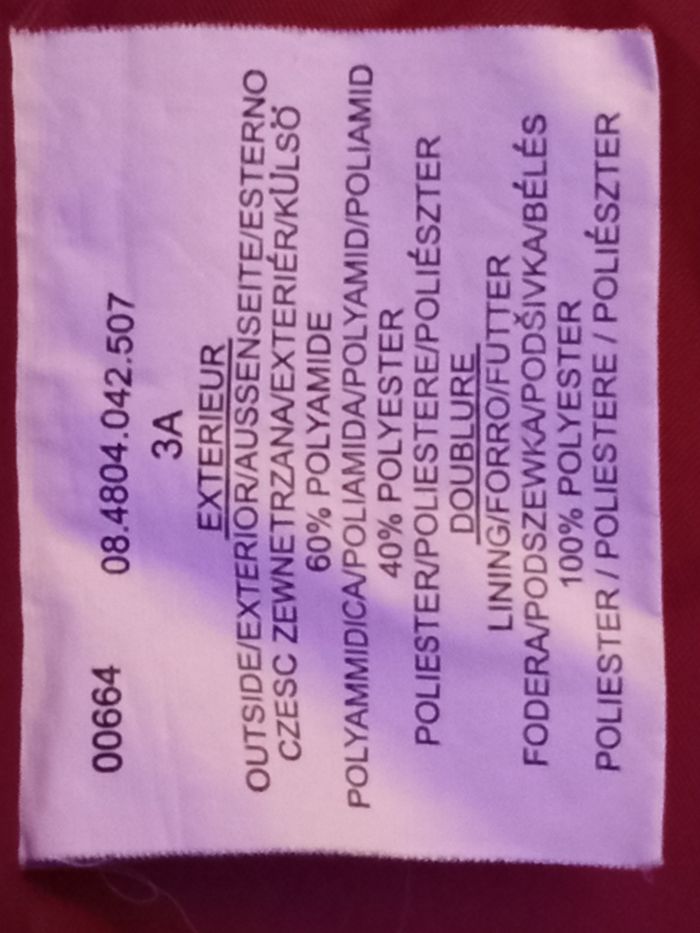 00664 08.4804.042.507
3A
EXTERIEUR
OUTSIDE/EXTERIOR/AUSSENSEITE/ESTERNO
CZESC ZEWNETRZANA/EXTERIÉR/KÜLSÖ
60% POLYAMIDE
POLYAMMIDICA/POLIAMIDA/POLYAMID/POLIAMID
40% POLYESTER
POLIESTER/POLIESTERE/POLIÉSZTER
DOUBLURE
LINING/FORRO/FUTTER
FODERA/PODSZEWKA/PODŠIVKA/BÉLÉS
100% POLYESTER
POLIESTER / POLIESTERE / POLIÉSZTER